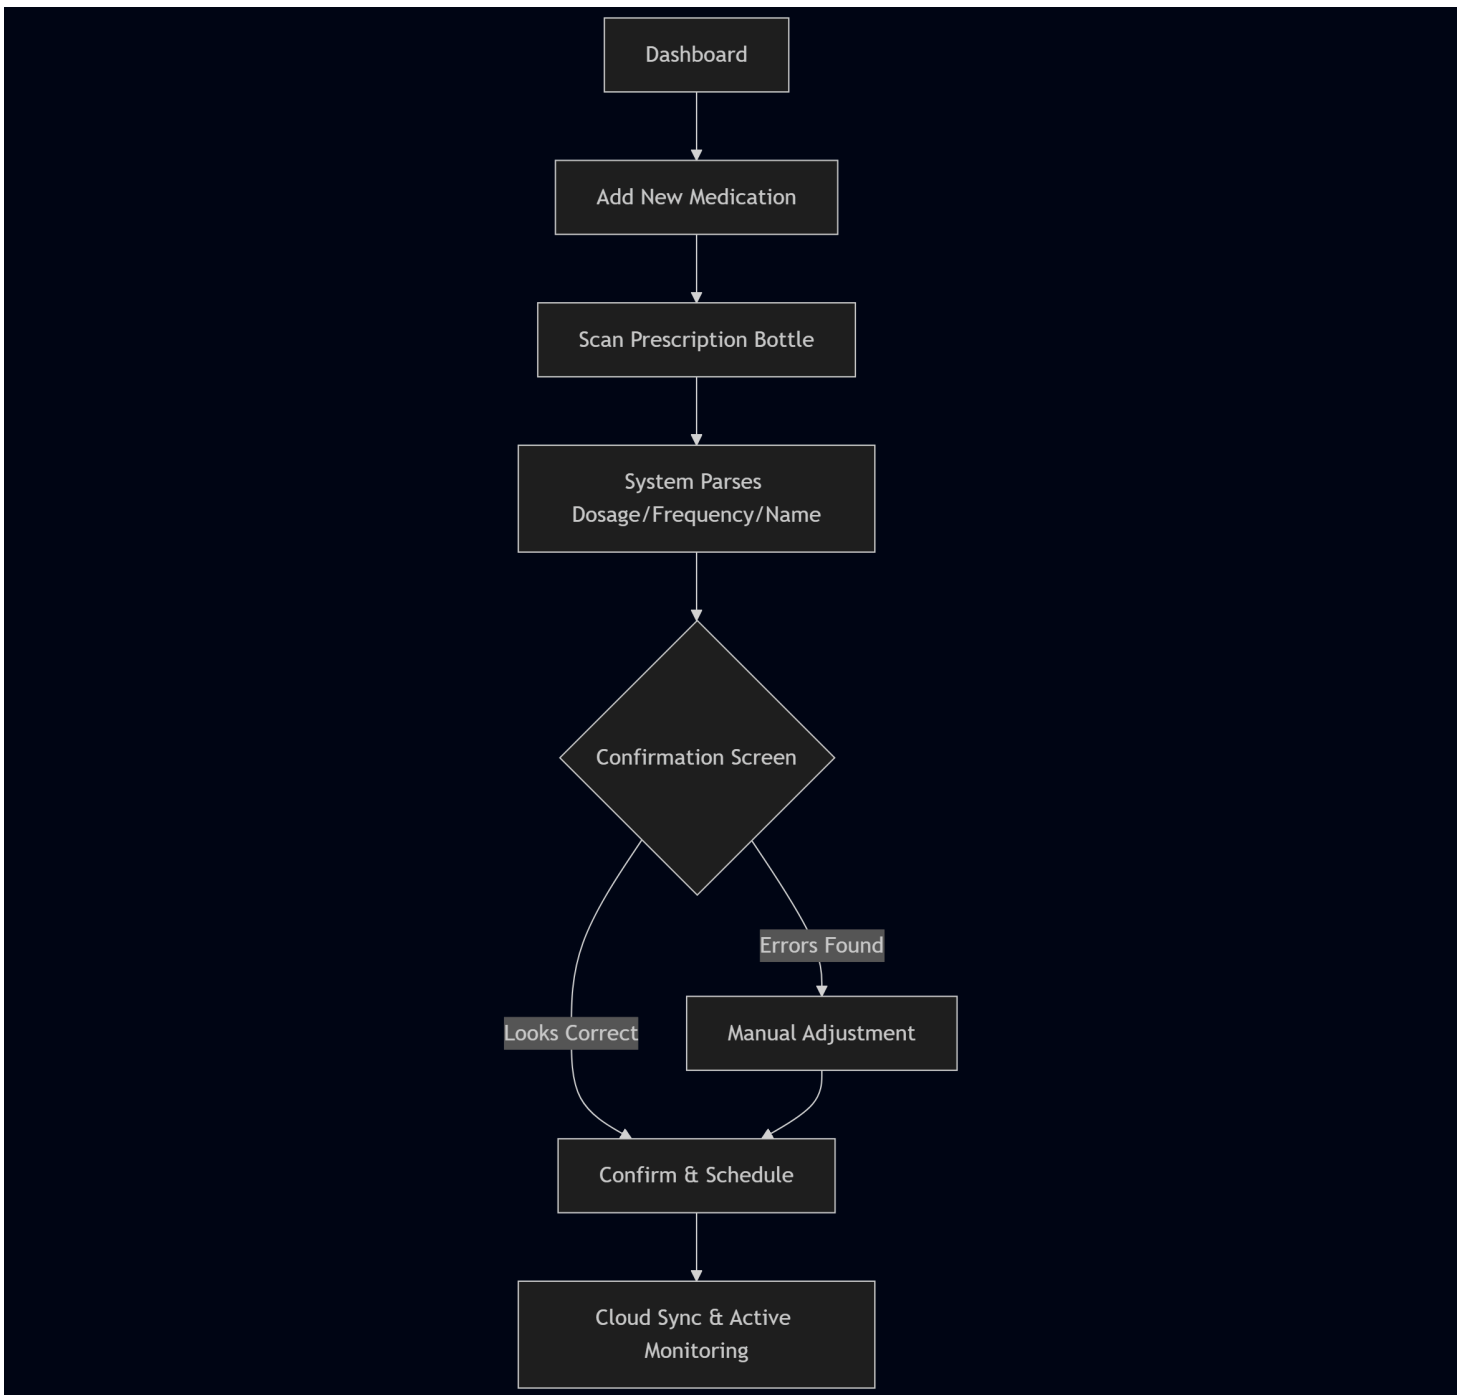 Dashboard
Add New Medication
Scan Prescription Bottle
System Parses
Dosage/Frequency/Name
Confirmation Screen
Errors Found
Looks Correct
Manual Adjustment
Confirm & Schedule
Cloud Sync & Active
Monitoring